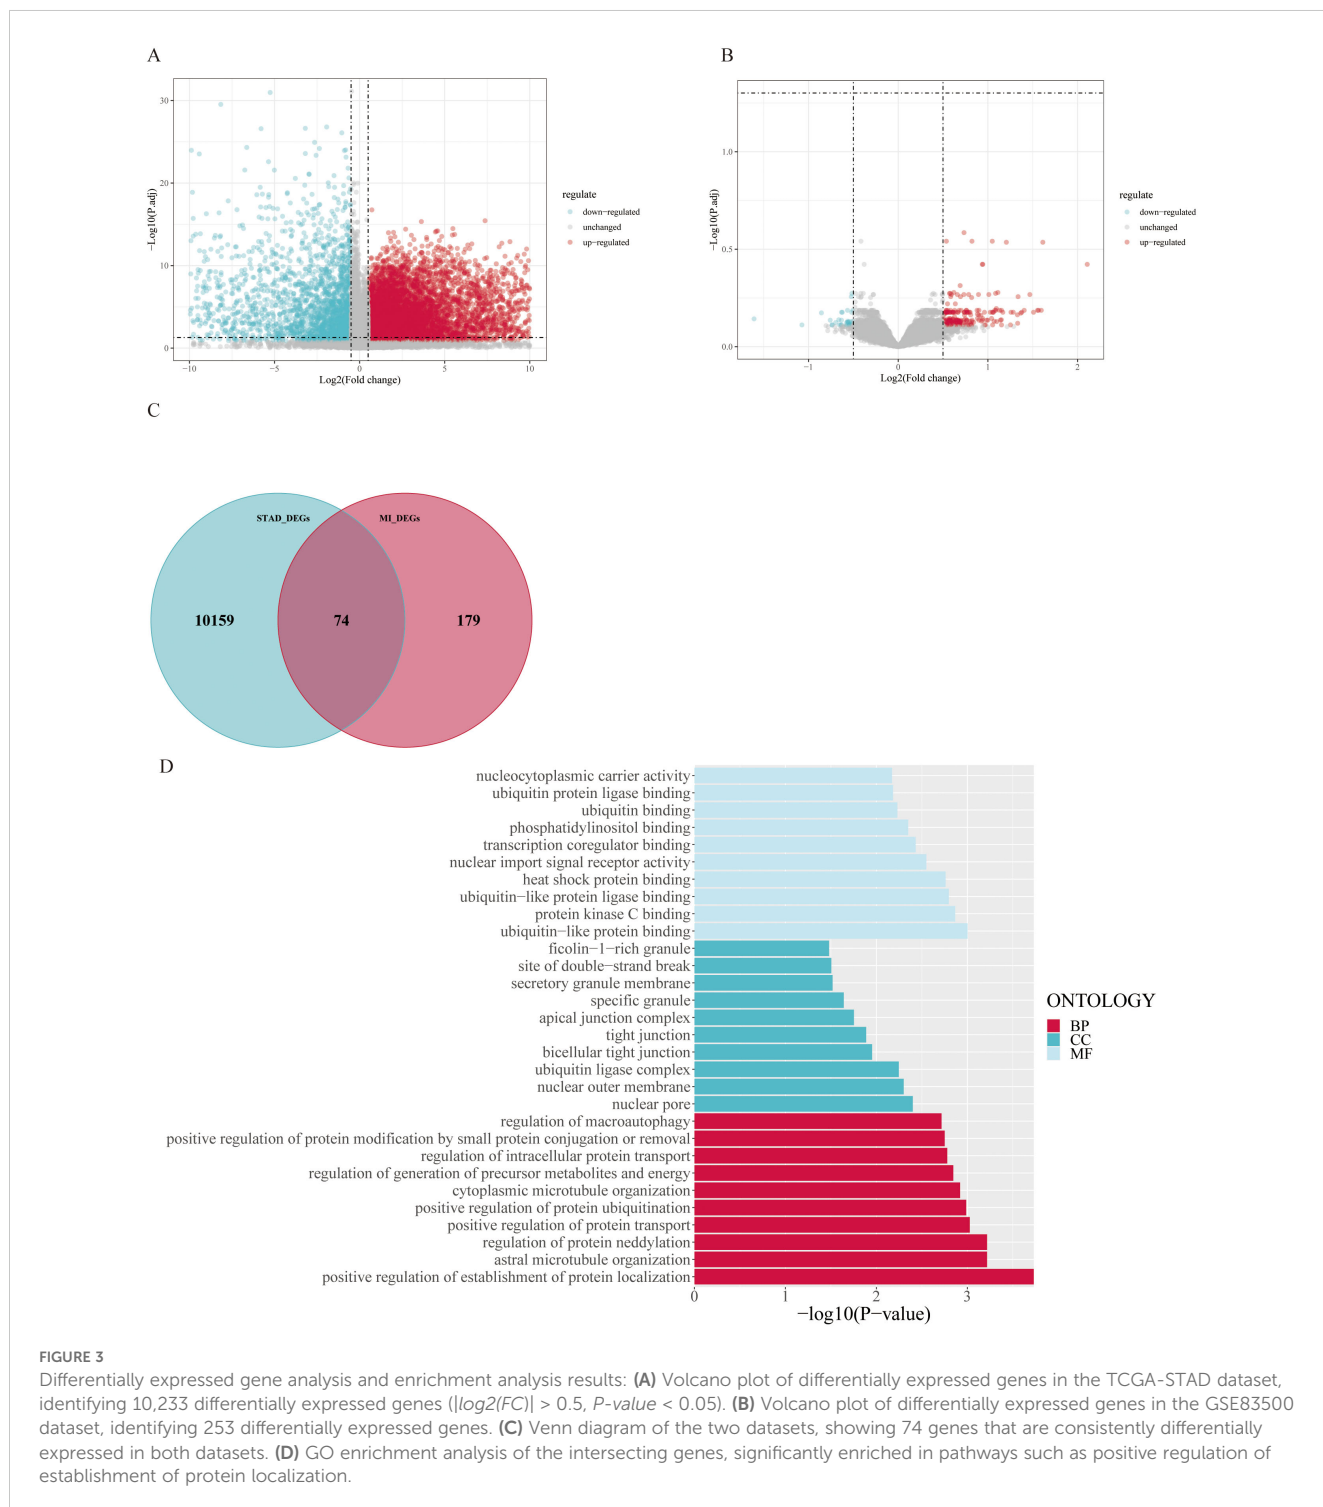 A
B
30
20
10
0
−Log10(P.adj)
−10
−5
0
5
10
Log2(Fold change)
regulate
down−regulated
unchanged
up−regulated
1.0
0.5
0.0
−Log10(P.adj)
−1
0
1
2
Log2(Fold change)
regulate
down−regulated
unchanged
up−regulated
C
STAD_DEGs
MI_DEGs
10159
74
179
D
nucleocytoplasmic carrier activity
ubiquitin protein ligase binding
ubiquitin binding
phosphatidylinositol binding
transcription coregulator binding
nuclear import signal receptor activity
heat shock protein binding
ubiquitin−like protein ligase binding
protein kinase C binding
ubiquitin−like protein binding
ficolin−1−rich granule
site of double−strand break
secretory granule membrane
specific granule
apical junction complex
tight junction
bicellular tight junction
ubiquitin ligase complex
nuclear outer membrane
nuclear pore
regulation of macroautophagy
positive regulation of protein modification by small protein conjugation or removal
regulation of intracellular protein transport
regulation of generation of precursor metabolites and energy
cytoplasmic microtubule organization
positive regulation of protein ubiquitination
positive regulation of protein transport
regulation of protein neddylation
astral microtubule organization
positive regulation of establishment of protein localization
0
1
2
3
−log10(P−value)
ONTOLOGY
BP
CC
MF
FIGURE 3
Differentially expressed gene analysis and enrichment analysis results: (A) Volcano plot of differentially expressed genes in the TCGA-STAD dataset,
identifying 10,233 differentially expressed genes (|log2(FC)| > 0.5, P-value < 0.05). (B) Volcano plot of differentially expressed genes in the GSE83500
dataset, identifying 253 differentially expressed genes. (C) Venn diagram of the two datasets, showing 74 genes that are consistently differentially
expressed in both datasets. (D) GO enrichment analysis of the intersecting genes, significantly enriched in pathways such as positive regulation of
establishment of protein localization.